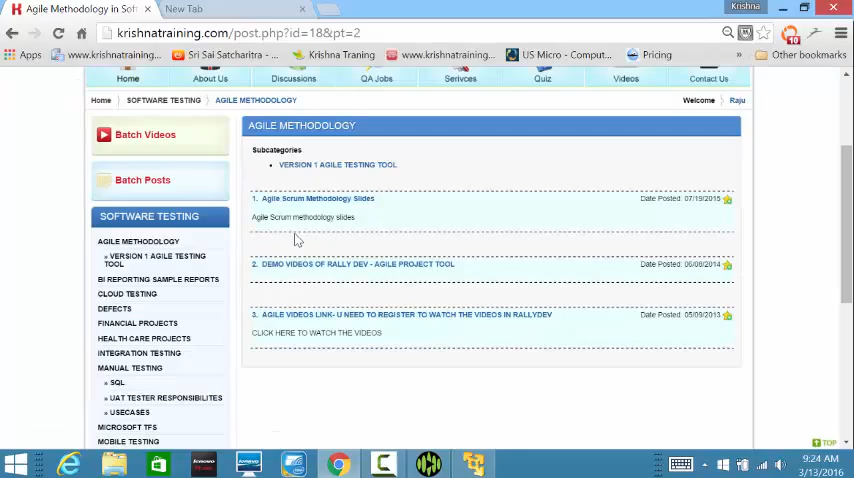 Krishna
Agile Methodology in Soft
New Tab
krishnatraining.com/post.php?id=18&pt=2
Apps
www.krishnatraining...
Sri Sai Satcharitra - ...
Krishna Traning
www.krishnatraining...
US Micro - Comput...
Pricing
Other bookmarks
10
Home
About Us
Discussions
QA Jobs
Serivces
Quiz
Videos
Contact Us
Home
SOFTWARE TESTING
AGILE METHODOLOGY
Welcome
Raju
Batch Videos
Batch Posts
SOFTWARE TESTING
AGILE METHODOLOGY
» VERSION 1 AGILE TESTING
TOOL
BI REPORTING SAMPLE REPORTS
CLOUD TESTING
DEFECTS
FINANCIAL PROJECTS
HEALTH CARE PROJECTS
INTEGRATION TESTING
MANUAL TESTING
» SQL
» UAT TESTER RESPONSIBILITES
» USECASES
MICROSOFT TFS
MOBILE TESTING
AGILE METHODOLOGY
Subcategories
• VERSION 1 AGILE TESTING TOOL
1. Agile Scrum Methodology Slides
Date Posted: 07/19/2015
Agile Scrum methodology slides
2. DEMO VIDEOS OF RALLY DEV - AGILE PROJECT TOOL
Date Posted: 06/08/2014
3. AGILE VIDEOS LINK- U NEED TO REGISTER TO WATCH THE VIDEOS IN RALLYDEV
Date Posted: 05/09/2013
CLICK HERE TO WATCH THE VIDEOS
TOP
9:24 AM
3/13/2016